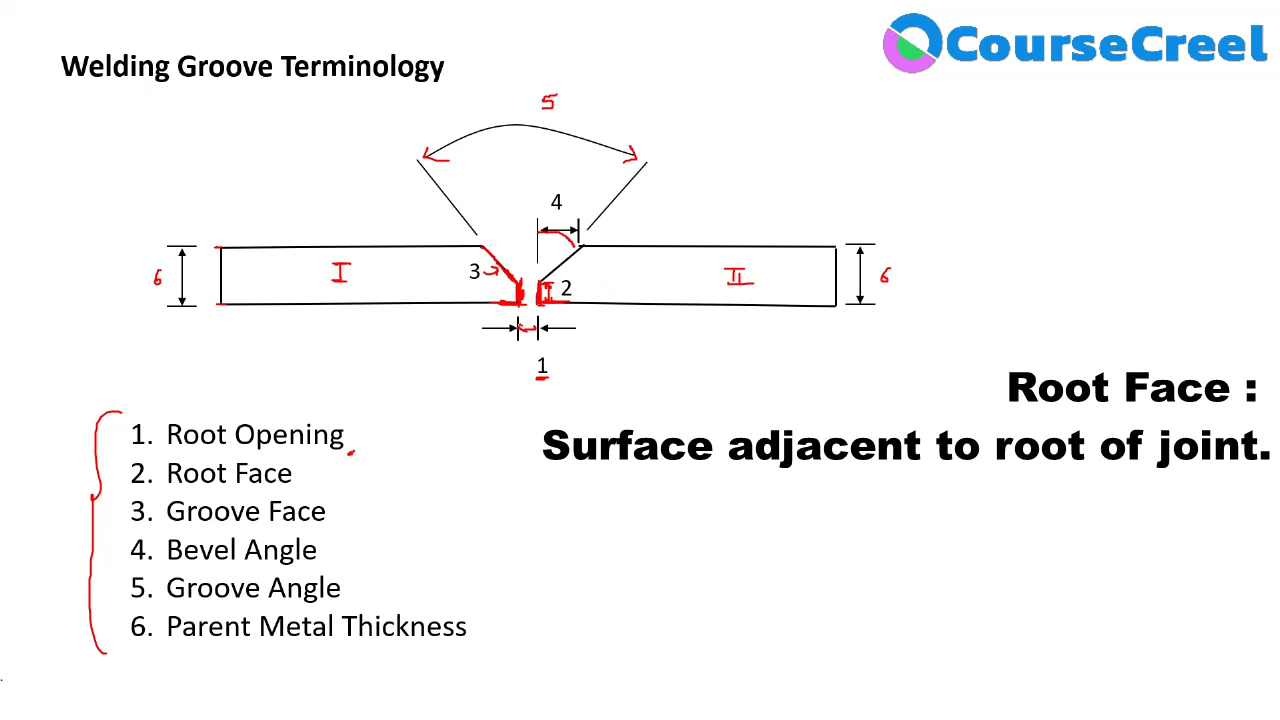 CourseCreel
Welding Groove Terminology
5
4
3
I
II
2
6
6
1
Root Face :
Surface adjacent to root of joint.
1. Root Opening
2. Root Face
3. Groove Face
4. Bevel Angle
5. Groove Angle
6. Parent Metal Thickness